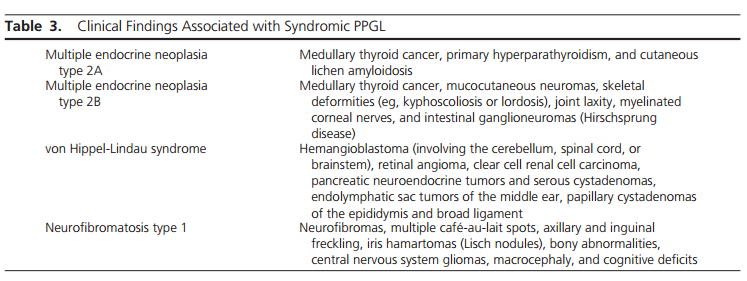 Table 3. Clinical Findings Associated with Syndromic PPGL
Multiple endocrine neoplasia type 2A
Medullary thyroid cancer, primary hyperparathyroidism, and cutaneous
lichen amyloidosis
Multiple endocrine neoplasia type 2B
Medullary thyroid cancer, mucocutaneous neuromas, skeletal
deformities (eg, kyphoscoliosis or lordosis), joint laxity, myelinated
corneal nerves, and intestinal ganglioneuromas (Hirschsprung
disease)
von Hippel-Lindau syndrome
Hemangioblastoma (involving the cerebellum, spinal cord, or
brainstem), retinal angioma, clear cell renal cell carcinoma,
pancreatic neuroendocrine tumors and serous cystadenomas,
endolymphatic sac tumors of the middle ear, papillary cystadenomas
of the epididymis and broad ligament
Neurofibromatosis type 1
Neurofibromas, multiple café-au-lait spots, axillary and inguinal
freckling, iris hamartomas (Lisch nodules), bony abnormalities,
central nervous system gliomas, macrocephaly, and cognitive deficits